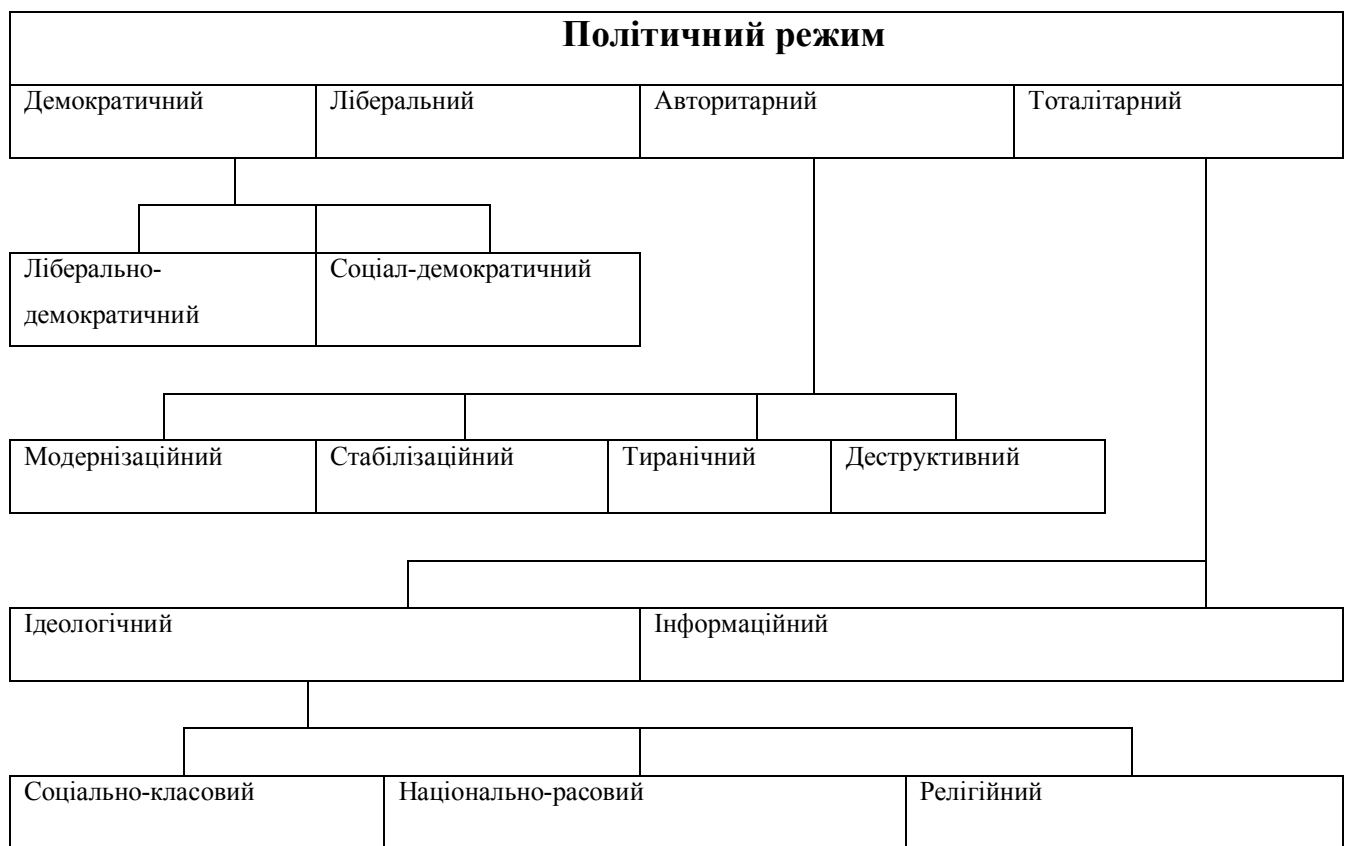 Політичний режим
Демократичний
Ліберальний
Авторитарний
Тоталітарний
Ліберально-
демократичний
Соціал-демократичний
Модернізаційний
Стабілізаційний
Тиранічний
Деструктивний
Ідеологічний
Інформаційний
Соціально-класовий
Національно-расовий
Релігійний